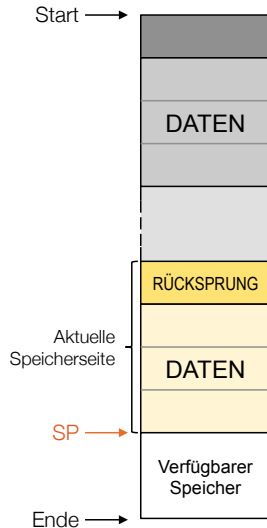 Start
DATEN
RÜCKSPRUNG
Aktuelle
Speicherseite
DATEN
SP
Verfügbarer
Speicher
Ende